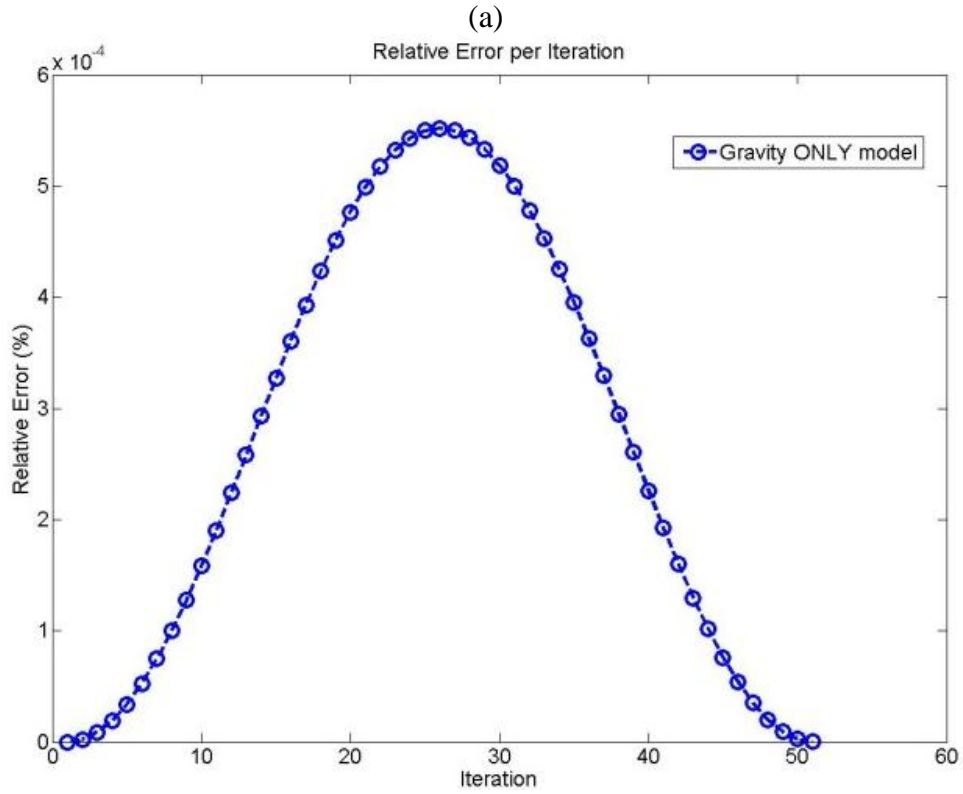 (a)
Relative Error per Iteration
x 10⁻⁴
6
5
4
3
2
1
0
Relative Error (%)
Gravity ONLY model
0 10 20 30 40 50 60
Iteration